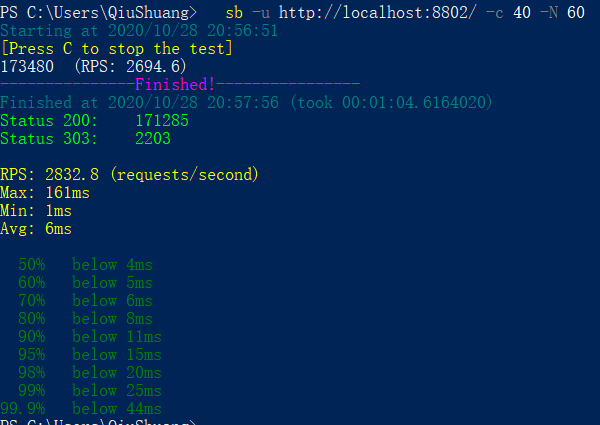 PS C:\Users\QiuShuang>   sb -u http://localhost:8802/ -c 40 -N 60
Starting at 2020/10/28 20:56:51
[Press C to stop the test]
173480  (RPS: 2694.6)
---------------Finished!----------------
Finished at 2020/10/28 20:57:56 (took 00:01:04.6164020)
Status 200:    171285
Status 303:    2203
RPS: 2832.8 (requests/second)
Max: 161ms
Min: 1ms
Avg: 6ms
50%   below 4ms
60%   below 5ms
70%   below 6ms
80%   below 8ms
90%   below 11ms
95%   below 15ms
98%   below 20ms
99%   below 25ms
99.9%   below 44ms
PS C:\Users\QiuShuang>